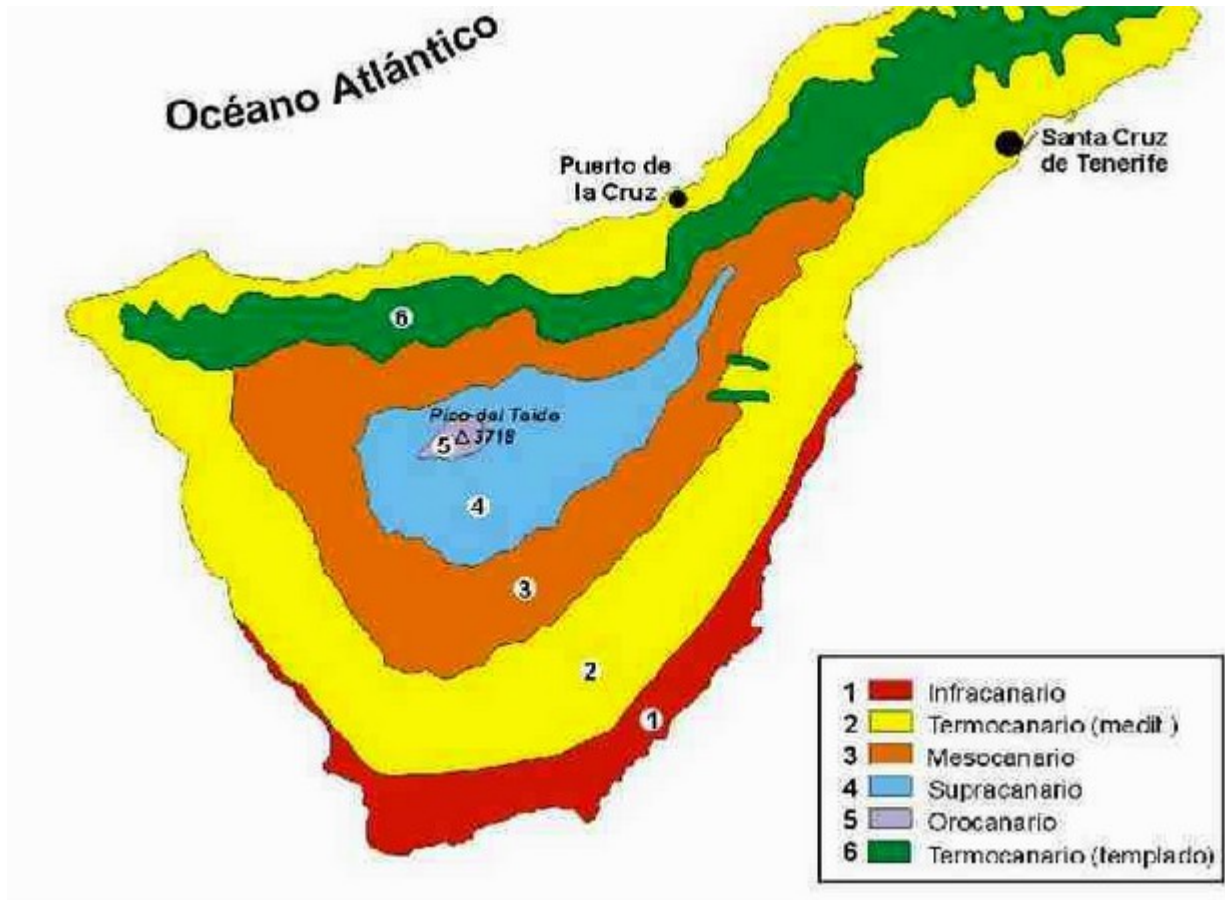 Océano Atlántico
Puerto de
la Cruz
Santa Cruz
de Tenerife
6
Pico del Teide
5 △ 3718
4
3
2
1
1 Infracanario
2 Termocanario (medit.)
3 Mesocanario
4 Supracanario
5 Orocanario
6 Termocanario (templado)